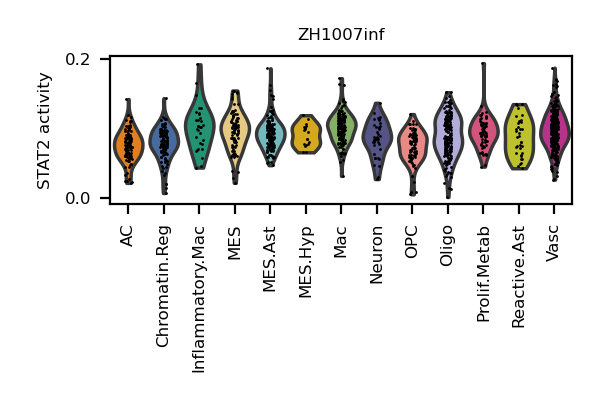 ZH1007inf
STAT2 activity
0.2
0.0
AC
Chromatin.Reg
Inflammatory.Mac
MES
MES.Ast
MES.Hyp
Mac
Neuron
OPC
Oligo
Prolif.Metab
Reactive.Ast
Vasc